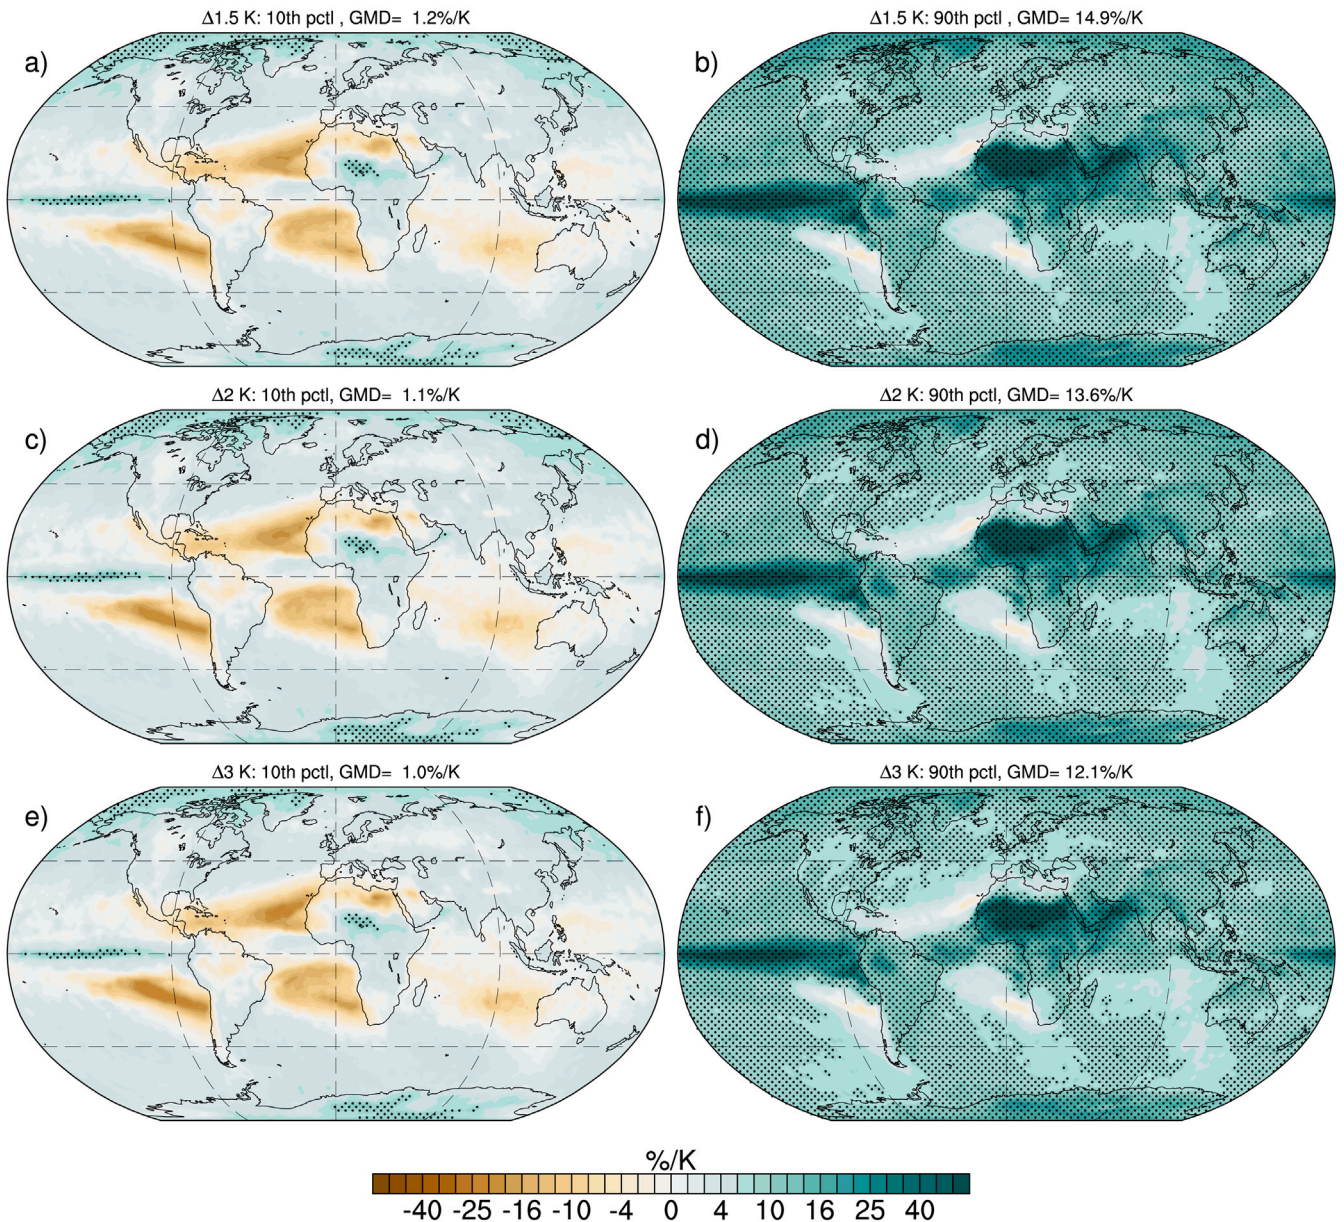 Δ1.5 K: 10th pctl , GMD= 1.2%/K
a)
Δ1.5 K: 90th pctl , GMD= 14.9%/K
b)
Δ2 K: 10th pctl, GMD= 1.1%/K
c)
Δ2 K: 90th pctl, GMD= 13.6%/K
d)
Δ3 K: 10th pctl, GMD= 1.0%/K
e)
Δ3 K: 90th pctl, GMD= 12.1%/K
f)
%/K
-40 -25 -16 -10 -4 0 4 10 16 25 40